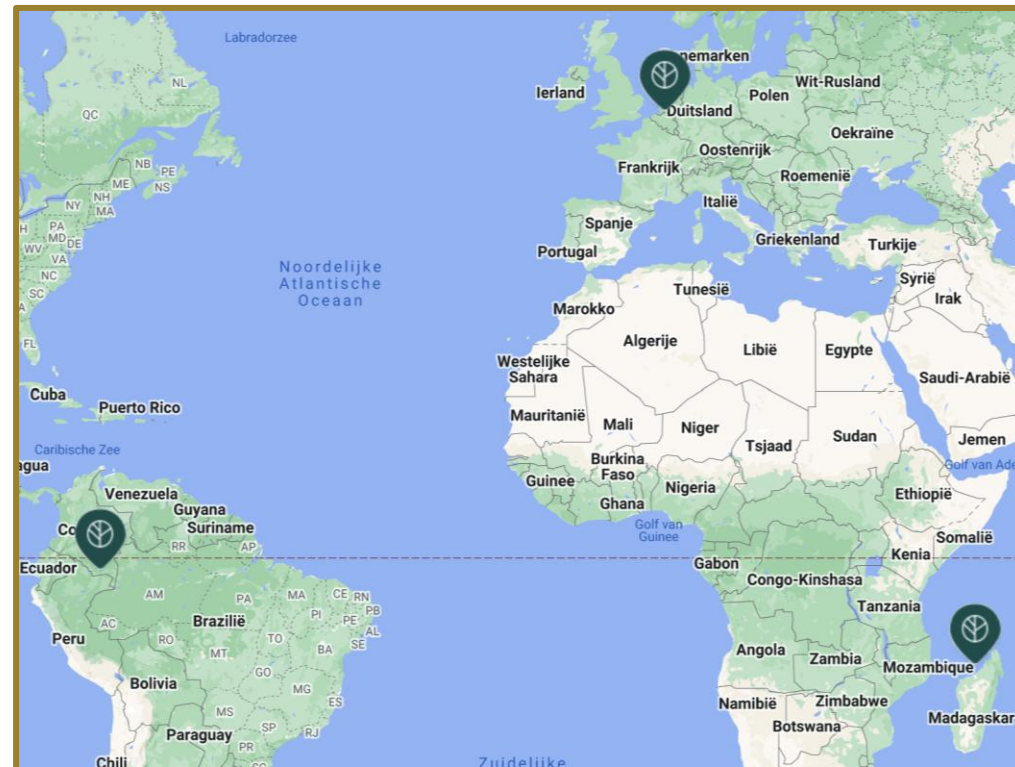 Labradorzee
NL
QC
NB
PE
ME
NS
NH
NY
MA
H
PA
MD
DE
WV
VA
NC
SC
A
FL
Cuba
Puerto Rico
Caribische Zee
agua
Venezuela
Guyana
Suriname
Co
RR
AP
Ecuador
AM
PA
MA
CE
RN
PB
PI
PE
AL
SE
AC
RO
TO
BA
Peru
Brazilië
MT
GO
Bolivia
MG
ES
MS
SP
RJ
Paraguay
PR
SC
Chili
Noordelijke
Atlantische
Oceaan
Zuidelijke
nemarken
Ierland
Wit-Rusland
Polen
Duitsland
Oekraïne
Oostenrijk
Frankrijk
Roemenië
Italië
Spanje
Griekenland
Turkije
Portugal
Syrië
Tunesië
Irak
Marokko
Algerije
Libië
Egypte
Westelijke
Sahara
Saudi-Arabië
Mauritanië
Mali
Niger
Tsjaad
Sudan
Jemen
Burkina
Faso
Golf van Ade
Guinee
Nigeria
Ethiopië
Ghana
Golf van
Guinee
Somalië
Kenia
Gabon
Congo-Kinshasa
Tanzania
Angola
Zambia
Mozambique
Namibië
Zimbabwe
Botswana
Madagaskar